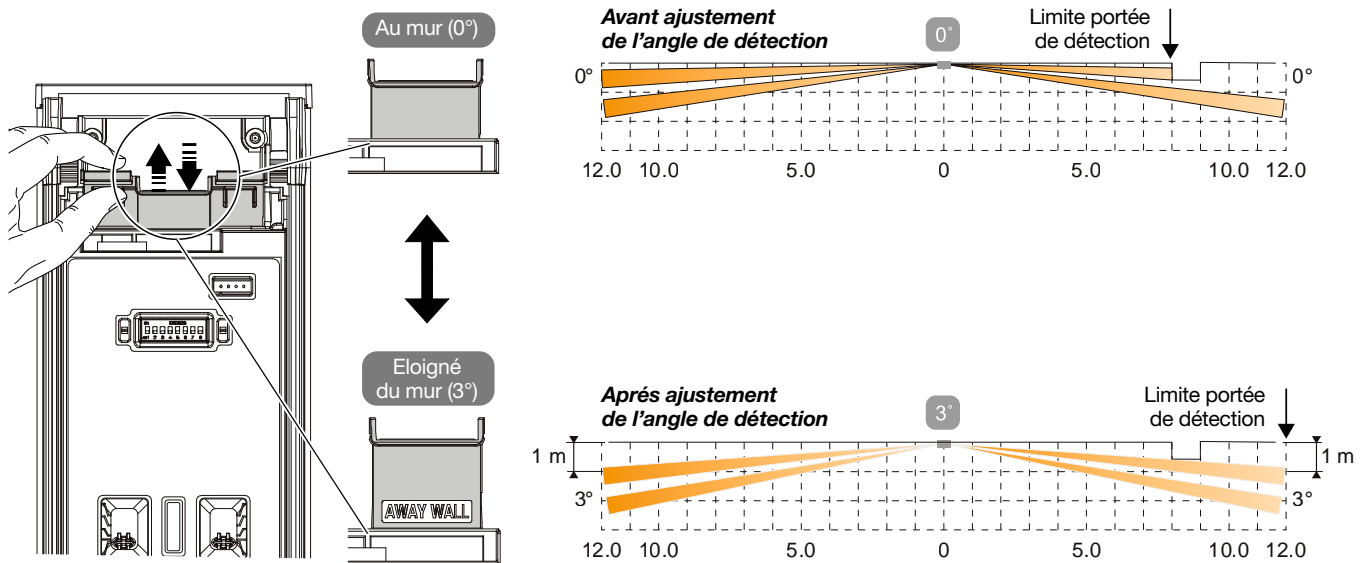 Au mur (0°)
Avant ajustement
de l'angle de détection
0°
Limite portée
de détection
0°
0°
12.0 10.0 5.0 0 5.0 10.0 12.0
Eloigné
du mur (3°)
AWAY WALL
Aprés ajustement
de l'angle de détection
3°
Limite portée
de détection
1 m
1 m
3°
3°
12.0 10.0 5.0 0 5.0 10.0 12.0